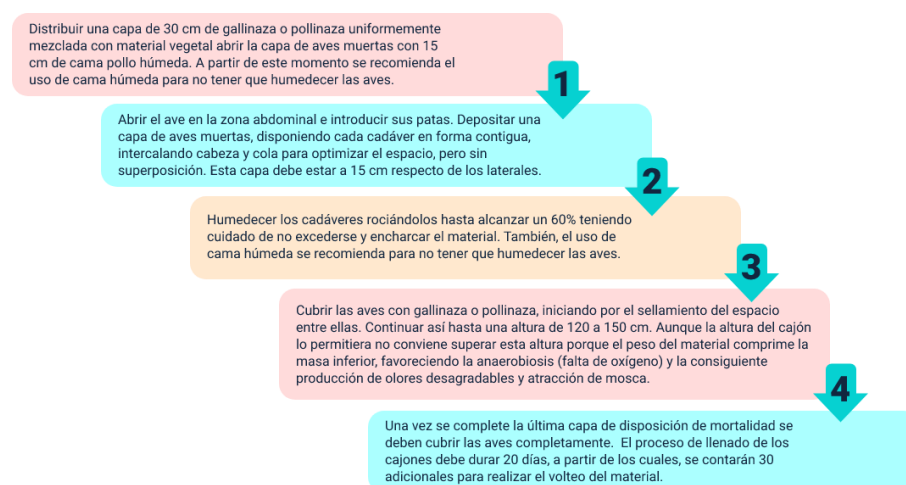 Distribuir una capa de 30 cm de gallinaza o pollinaza uniformemente
mezclada con material vegetal abrir la capa de aves muertas con 15
cm de cama pollo húmeda. A partir de este momento se recomienda el
uso de cama húmeda para no tener que humedecer las aves.
1
Abrir el ave en la zona abdominal e introducir sus patas. Depositar una
capa de aves muertas, disponiendo cada cadáver en forma contigua,
intercalando cabeza y cola para optimizar el espacio, pero sin
superposición. Esta capa debe estar a 15 cm respecto de los laterales.
2
Humedecer los cadáveres rociándolos hasta alcanzar un 60% teniendo
cuidado de no excederse y encharcar el material. También, el uso de
cama húmeda se recomienda para no tener que humedecer las aves.
3
Cubrir las aves con gallinaza o pollinaza, iniciando por el sellamiento del espacio
entre ellas. Continuar así hasta una altura de 120 a 150 cm. Aunque la altura del cajón
lo permitiera no conviene superar esta altura porque el peso del material comprime la
masa inferior, favoreciendo la anaerobiosis (falta de oxígeno) y la consiguiente
producción de olores desagradables y atracción de mosca.
4
Una vez se complete la última capa de disposición de mortalidad se
deben cubrir las aves completamente. El proceso de llenado de los
cajones debe durar 20 días, a partir de los cuales, se contarán 30
adicionales para realizar el volteo del material.